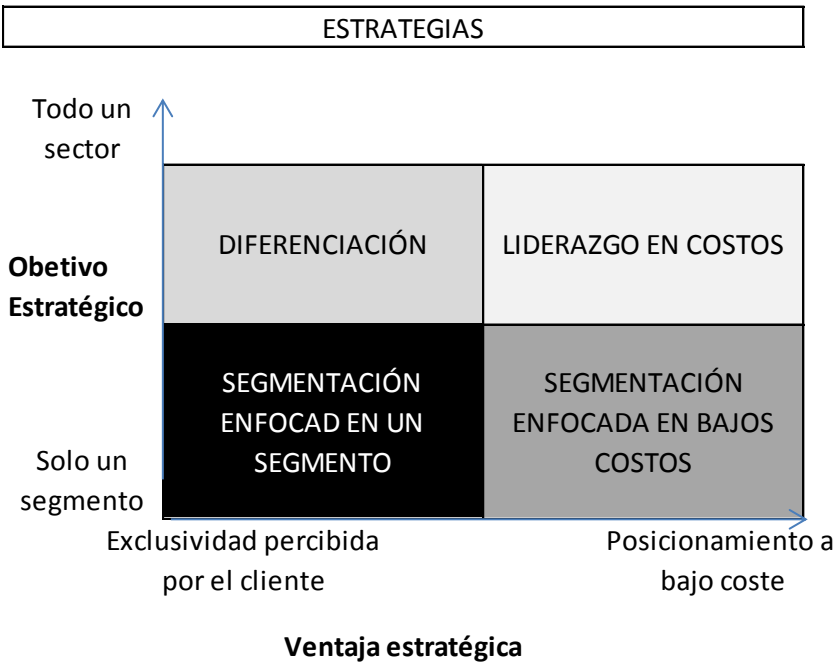 ESTRATEGIAS
Todo un
sector
Obetivo
Estratégico
DIFERENCIACIÓN
LIDERAZGO EN COSTOS
SEGMENTACIÓN
ENFOCAD EN UN
SEGMENTO
SEGMENTACIÓN
ENFOCADA EN BAJOS
COSTOS
Solo un
segmento
Exclusividad percibida
por el cliente
Posicionamiento a
bajo coste
Ventaja estratégica